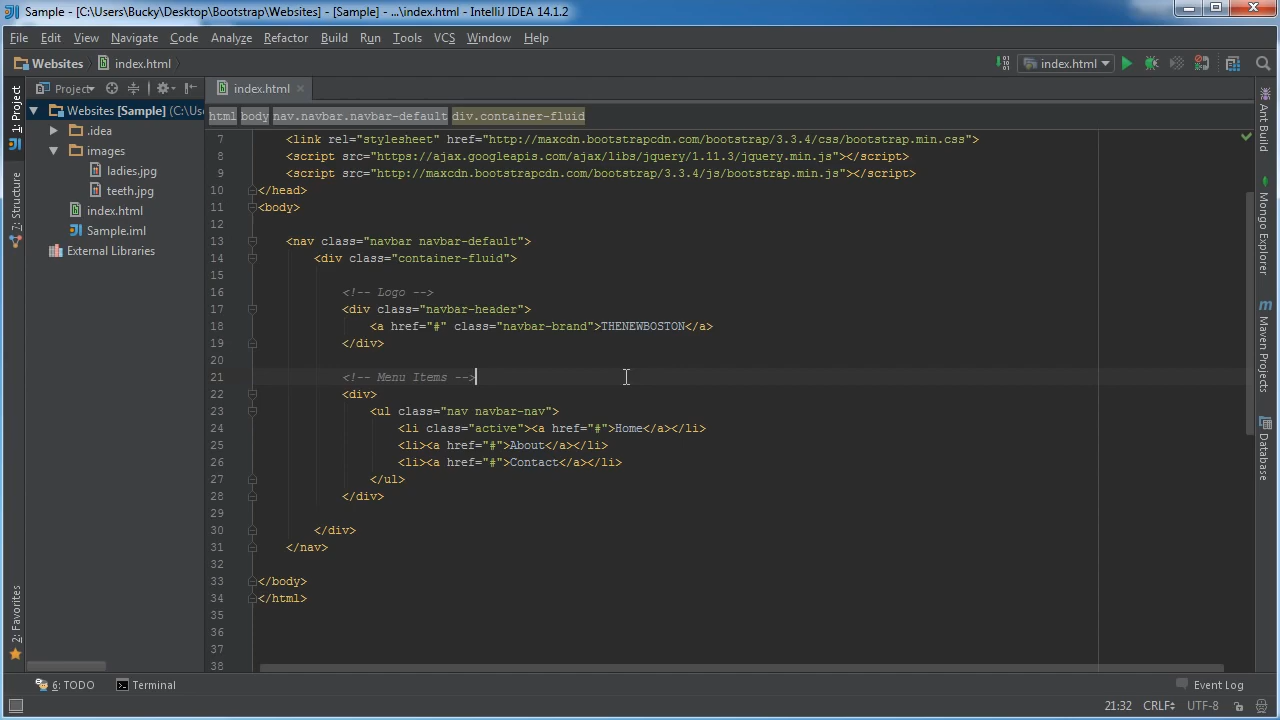 Sample - [C:\Users\Bucky\Desktop\Bootstrap\Websites] - [Sample] - ...\index.html - IntelliJ IDEA 14.1.2
File Edit View Navigate Code Analyze Refactor Build Run Tools VCS Window Help
Websites index.html index.html
Project index.html
Websites [Sample] (C:\Use
.idea
images
ladies.jpg
teeth.jpg
index.html
Sample.iml
External Libraries
1: Project
7: Structure
2: Favorites
html body nav.navbar.navbar-default div.container-fluid
7 <link rel="stylesheet" href="http://maxcdn.bootstrapcdn.com/bootstrap/3.3.4/css/bootstrap.min.css">
8 <script src="https://ajax.googleapis.com/ajax/libs/jquery/1.11.3/jquery.min.js"></script>
9 <script src="http://maxcdn.bootstrapcdn.com/bootstrap/3.3.4/js/bootstrap.min.js"></script>
10 </head>
11 <body>
12
13 <nav class="navbar navbar-default">
14 <div class="container-fluid">
15
16 <!-- Logo -->
17 <div class="navbar-header">
18 <a href="#" class="navbar-brand">THENEWBOSTON</a>
19 </div>
20
21 <!-- Menu Items -->
22 <div>
23 <ul class="nav navbar-nav">
24 <li class="active"><a href="#">Home</a></li>
25 <li><a href="#">About</a></li>
26 <li><a href="#">Contact</a></li>
27 </ul>
28 </div>
29
30 </div>
31 </nav>
32
33 </body>
34 </html>
35
36
37
38
Ant Build
Mongo Explorer
Maven Projects
Database
6: TODO Terminal Event Log
21:32 CRLF UTF-8